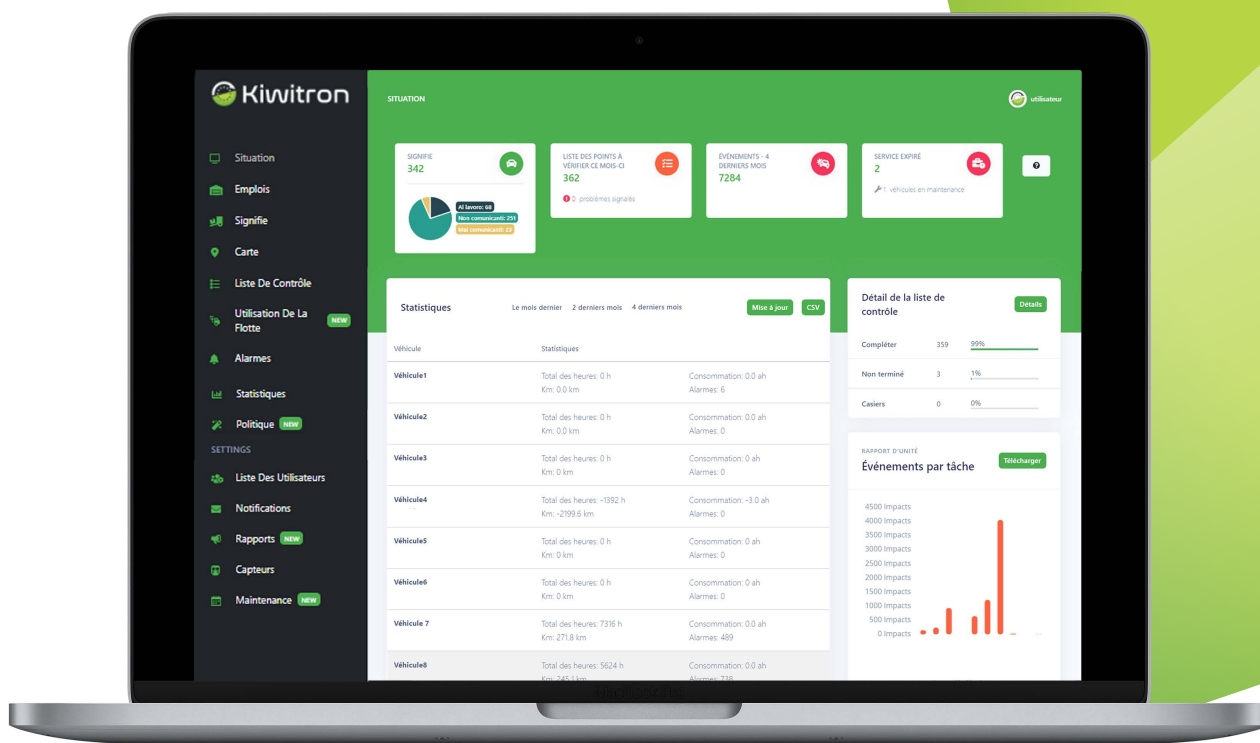 Kiwitron
Situation
Emplois
Signifie
Carte
Liste De Contrôle
Utilisation De La
Flotte NEW
Alarmes
Statistiques
Politique NEW
SETTINGS
Liste Des Utilisateurs
Notifications
Rapports NEW
Capteurs
Maintenance NEW
SITUATION
utilisateur
SIGNIFIE
342
Al lavoro: 68
Non comunicanti: 251
Mai comunicanti: 23
LISTE DES POINTS À
VÉRIFIER CE MOIS-CI
362
0 problèmes signalés
ÉVÉNEMENTS - 4
DERNIERS MOIS
7284
SERVICE EXPIRÉ
2
1 véhicules en maintenance
Statistiques Le mois dernier 2 derniers mois 4 derniers mois Mise à jour CSV
Véhicule Statistiques
Véhicule1 Total des heures: 0 h Consommation: 0.0 ah
Km: 0.0 km Alarmes: 6
Véhicule2 Total des heures: 0 h Consommation: 0.0 ah
Km: 0.0 km Alarmes: 0
Véhicule3 Total des heures: 0 h Consommation: 0.0 ah
Km: 0 km Alarmes: 0
Véhicule4 Total des heures: -1392 h Consommation: -3.0 ah
Km: -2199.6 km Alarmes: 0
Véhicule5 Total des heures: 0 h Consommation: 0 ah
Km: 0 km Alarmes: 0
Véhicule6 Total des heures: 0 h Consommation: 0 ah
Km: 0 km Alarmes: 0
Véhicule 7 Total des heures: 7316 h Consommation: 0.0 ah
Km: 271.8 km Alarmes: 489
Véhicule8 Total des heures: 5624 h Consommation: 0.0 ah
Km: 245.1 km Alarmes: 738
Détail de la liste de
contrôle
Détails
Compléter 359 99%
Non terminé 3 1%
Casiers 0 0%
RAPPORT D'UNITÉ
Événements par tâche
Télécharger
4500 Impacts
4000 Impacts
3500 Impacts
3000 Impacts
2500 Impacts
2000 Impacts
1500 Impacts
1000 Impacts
500 Impacts
0 Impacts